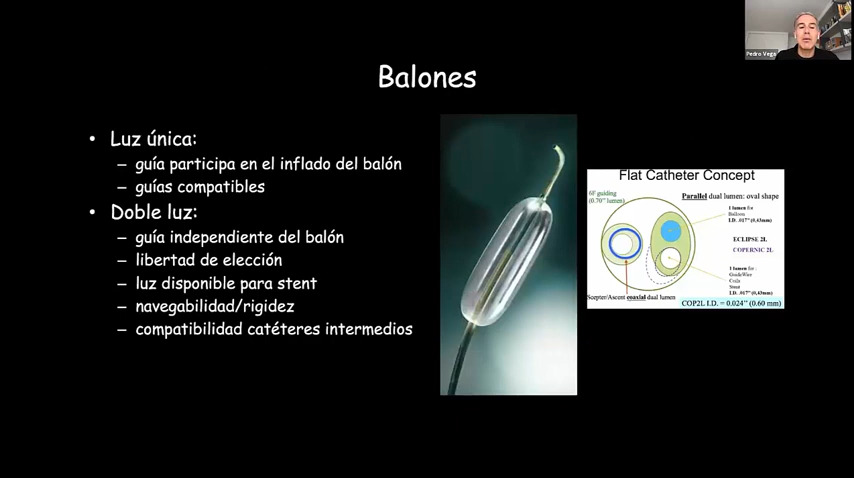 Pedro Vega
Balones
• Luz única:
– guía participa en el inflado del balón
– guías compatibles
• Doble luz:
– guía independiente del balón
– libertad de elección
– luz disponible para stent
– navegabilidad/rigidez
– compatibilidad catéteres intermedios
Flat Catheter Concept
6F guiding
(0.70" lumen)
Parallel dual lumen: oval shape
1 lumen for
Balloon
I.D. .017" (0,43mm)
ECLIPSE 2L
COPERNIC 2L
1 lumen for :
GuideWire
Coils
Stent
I.D. .017" (0,43mm)
Scepter/Ascent coaxial dual lumen
COP2L I.D. = 0.024" (0.60 mm)